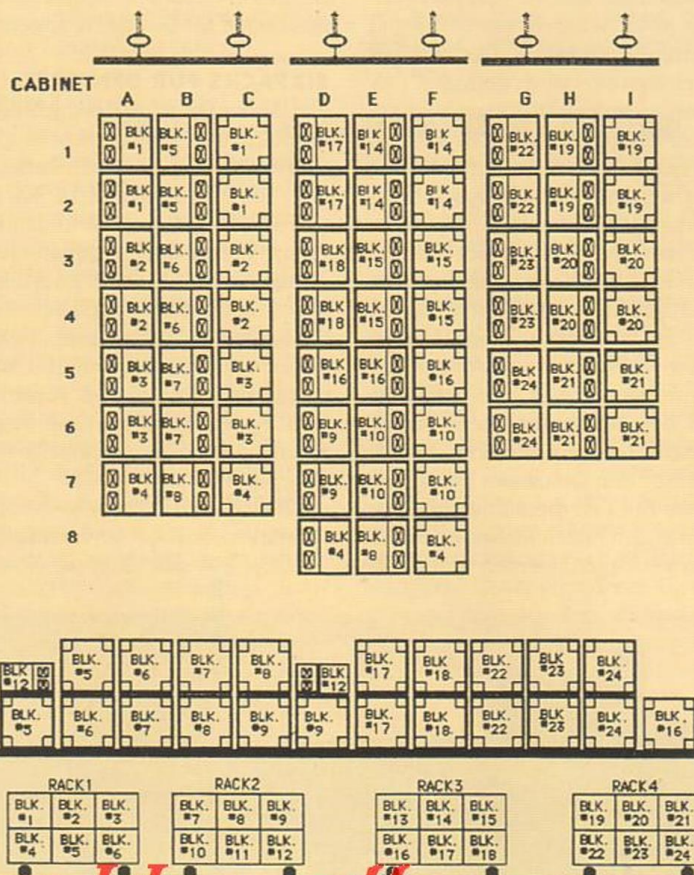 CABINET
A B C D E F G H I
1 BLK #1 BLK. #5 BLK. #1 BLK. #17 BLK #14 BLK #14 BLK. #22 BLK. #19 BLK. #19
2 BLK #1 BLK. #5 BLK. #1 BLK. #17 BLK #14 BLK #14 BLK. #22 BLK. #19 BLK. #19
3 BLK #2 BLK. #6 BLK. #2 BLK. #18 BLK. #15 BLK. #15 BLK. #23 BLK #20 BLK. #20
4 BLK #2 BLK. #6 BLK. #2 BLK #18 BLK. #15 BLK. #15 BLK. #23 BLK. #20 BLK. #20
5 BLK #3 BLK. #7 BLK. #3 BLK #16 BLK #16 BLK. #16 BLK #24 BLK. #21 BLK. #21
6 BLK #3 BLK. #7 BLK. #3 BLK. #9 BLK. #10 BLK. #10 BLK #24 BLK. #21 BLK. #21
7 BLK #4 BLK. #8 BLK. #4 BLK. #9 BLK. #10 BLK. #10
8 BLK #4 BLK. #8 BLK. #4
BLK #12 BLK. #5 BLK. #6 BLK. #7 BLK. #8 BLK #12 BLK. #17 BLK #18 BLK. #22 BLK #23 BLK. #24
BLK. #5 BLK. #6 BLK. #7 BLK. #8 BLK. #9 BLK. #9 BLK. #17 BLK. #18 BLK. #22 BLK #23 BLK. #24 BLK. #16
RACK1 RACK2 RACK3 RACK4
BLK. #1 BLK. #2 BLK. #3 BLK. #7 BLK. #8 BLK. #9 BLK. #13 BLK. #14 BLK. #15 BLK. #19 BLK. #20 BLK. #21
BLK. #4 BLK. #5 BLK. #6 BLK. #10 BLK. #11 BLK. #12 BLK. #16 BLK. #17 BLK. #18 BLK. #22 BLK. #23 BLK. #24